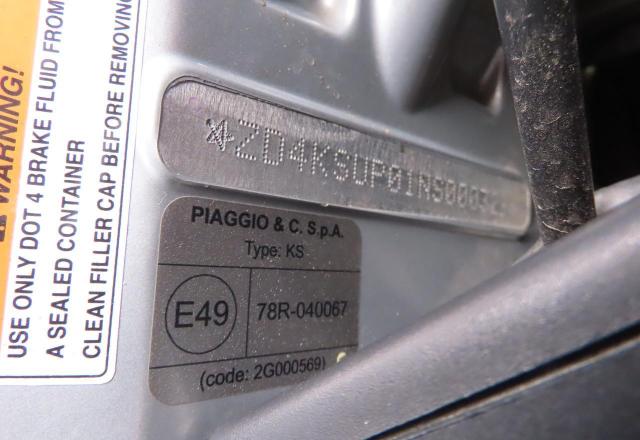 WARNING!
USE ONLY DOT 4 BRAKE FLUID FROM
A SEALED CONTAINER
CLEAN FILLER CAP BEFORE REMOVING
PIAGGIO & C. S.p.A.
Type: KS
E49
78R-040067
(code: 2G000569)